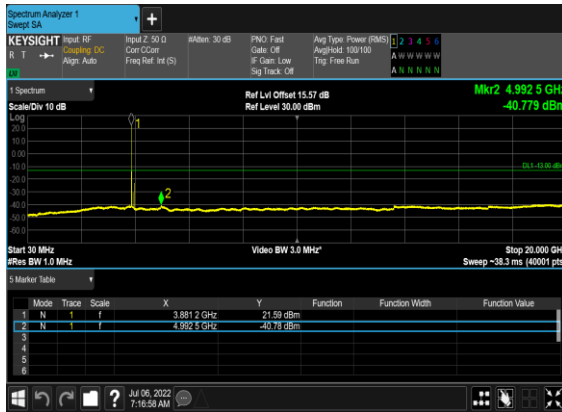 Spectrum Analyzer 1
Swept SA
+
KEYSIGHT Input: RF Input Z: 50 Ω #Atten: 30 dB PNO: Fast Avg Type: Power (RMS) 1 2 3 4 5 6
R T Coupling: DC Corr CCorr Gate: Off Avg|Hold: 100/100 A W W W W W
Align: Auto Freq Ref: Int (S) IF Gain: Low Trig: Free Run
Sig Track: Off A N N N N N
1 Spectrum
Ref Lvl Offset 15.57 dB Mkr2 4.992 5 GHz
Scale/Div 10 dB Ref Level 30.00 dBm -40.779 dBm
Log
20.0
10.0
0.00
-10.0
DL1 -13.00 dBm
-20.0
-30.0
-40.0
-50.0
-60.0
1
2
Start 30 MHz Video BW 3.0 MHz* Stop 20.000 GH
#Res BW 1.0 MHz Sweep ~38.3 ms (40001 pts
5 Marker Table
Mode Trace Scale X Y Function Function Width Function Value
1 N 1 f 3.881 2 GHz 21.59 dBm
2 N 1 f 4.992 5 GHz -40.78 dBm
3
4
5
6
?
Jul 06, 2022
7:16:58 AM